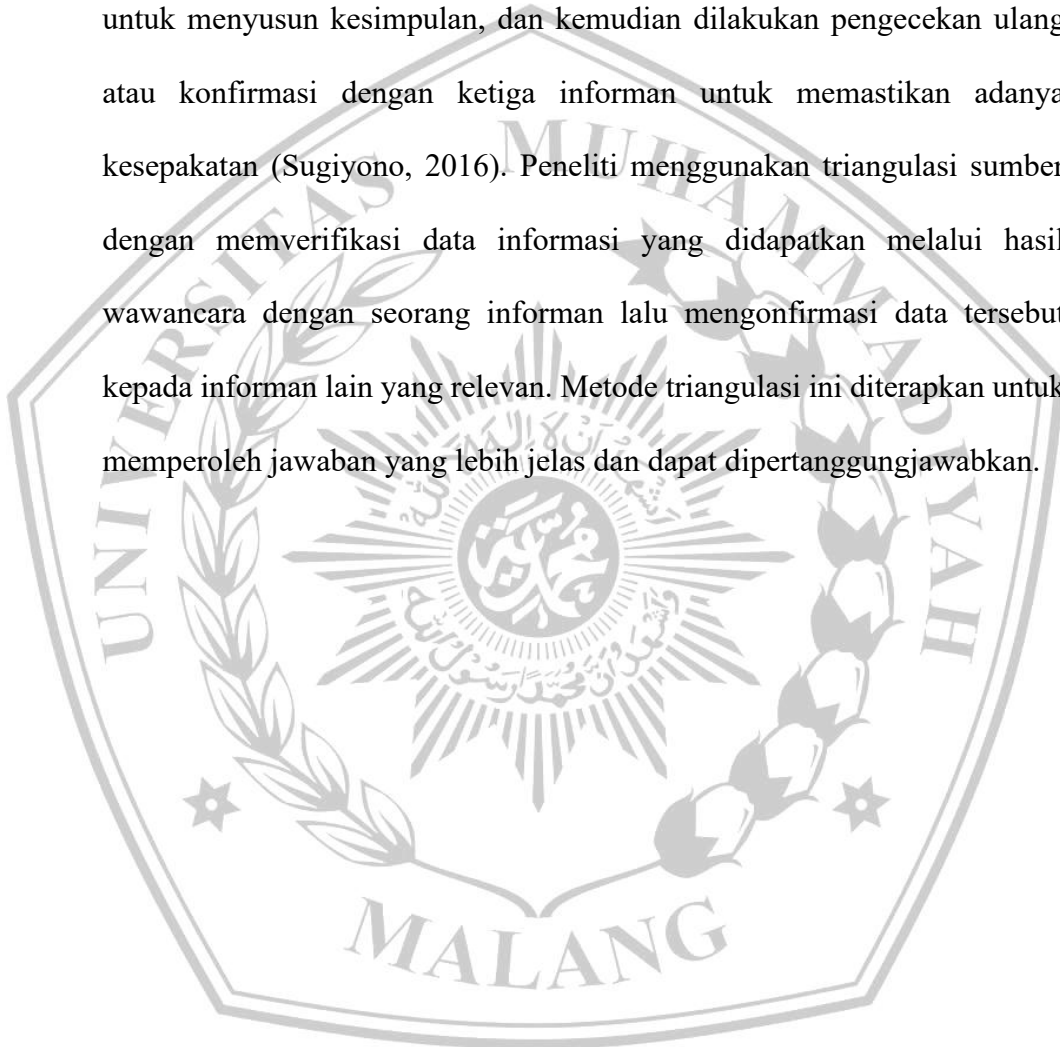 untuk menyusun kesimpulan, dan kemudian dilakukan pengecekan ulang
atau konfirmasi dengan ketiga informan untuk memastikan adanya
kesepakatan (Sugiyono, 2016). Peneliti menggunakan triangulasi sumber
dengan memverifikasi data informasi yang didapatkan melalui hasil
wawancara dengan seorang informan lalu mengonfirmasi data tersebut
kepada informan lain yang relevan. Metode triangulasi ini diterapkan untuk
memperoleh jawaban yang lebih jelas dan dapat dipertanggungjawabkan.
UNIVERSITAS MUHAMMADIYAH
MALANG